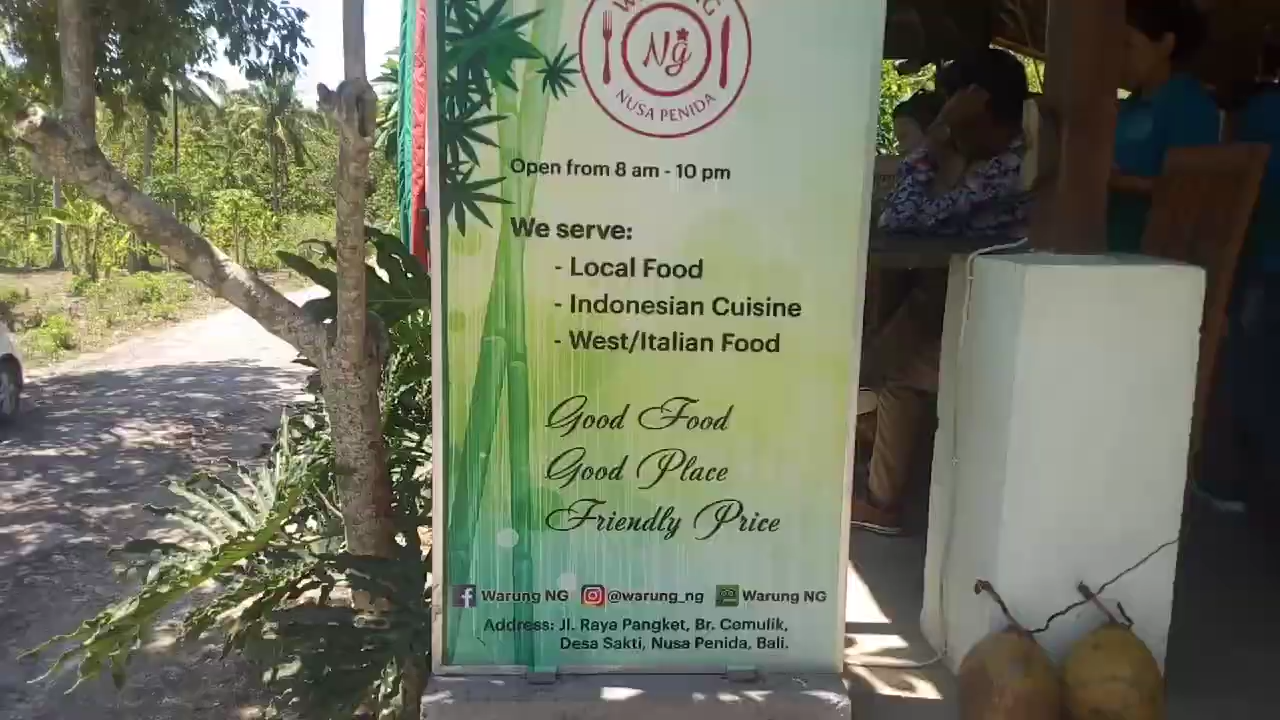 WARUNG
Ng
NUSA PENIDA
Open from 8 am - 10 pm
We serve:
- Local Food
- Indonesian Cuisine
- West/Italian Food
Good Food
Good Place
Friendly Price
Warung NG @warung_ng Warung NG
Address: Jl. Raya Pangket, Br. Comulik,
Desa Sakti, Nusa Penida, Bali.